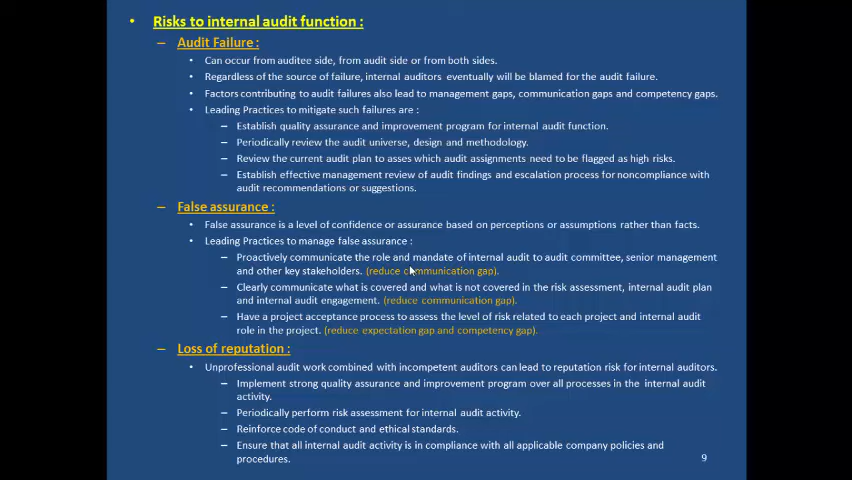 • Risks to internal audit function :
– Audit Failure :
• Can occur from auditee side, from audit side or from both sides.
• Regardless of the source of failure, internal auditors eventually will be blamed for the audit failure.
• Factors contributing to audit failures also lead to management gaps, communication gaps and competency gaps.
• Leading Practices to mitigate such failures are :
– Establish quality assurance and improvement program for internal audit function.
– Periodically review the audit universe, design and methodology.
– Review the current audit plan to asses which audit assignments need to be flagged as high risks.
– Establish effective management review of audit findings and escalation process for noncompliance with
audit recommendations or suggestions.
– False assurance :
• False assurance is a level of confidence or assurance based on perceptions or assumptions rather than facts.
• Leading Practices to manage false assurance :
– Proactively communicate the role and mandate of internal audit to audit committee, senior management
and other key stakeholders. (reduce communication gap).
– Clearly communicate what is covered and what is not covered in the risk assessment, internal audit plan
and internal audit engagement. (reduce communication gap).
– Have a project acceptance process to assess the level of risk related to each project and internal audit
role in the project. (reduce expectation gap and competency gap).
– Loss of reputation :
• Unprofessional audit work combined with incompetent auditors can lead to reputation risk for internal auditors.
– Implement strong quality assurance and improvement program over all processes in the internal audit
activity.
– Periodically perform risk assessment for internal audit activity.
– Reinforce code of conduct and ethical standards.
– Ensure that all internal audit activity is in compliance with all applicable company policies and
procedures.
9